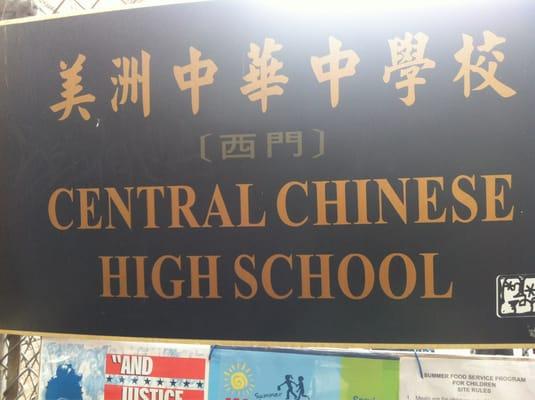 美洲中華中學校
〔西門〕
CENTRAL CHINESE
HIGH SCHOOL
"AND
JUSTICE
Summer
SUMMER FOOD SERVICE PROGRAM
FOR CHILDREN
SITE RULES